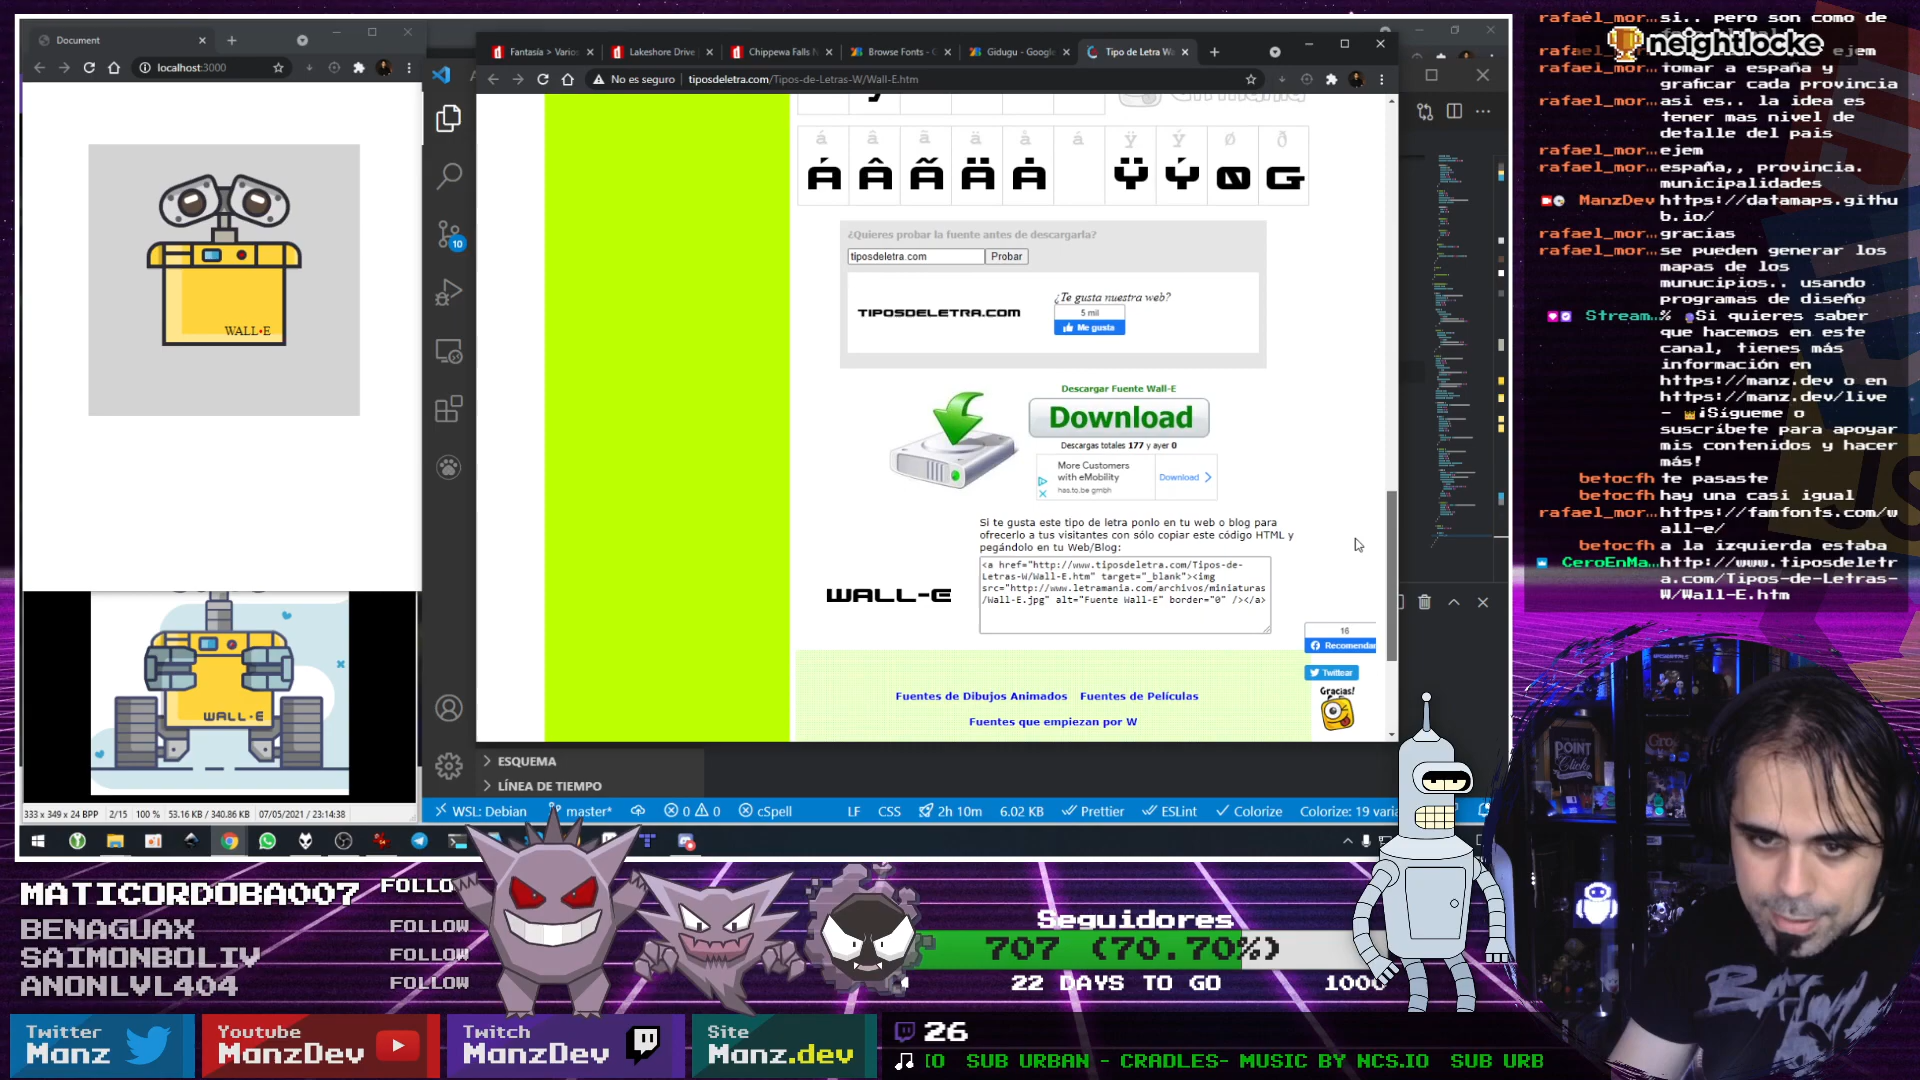 Document
localhost:3000
WALL·E
WALL·E
333 x 349 x 24 BPP 2/15 100 % 53.16 KB / 340.86 KB 07/05/2021 / 23:14:38
Fantasía > Vario
Lakeshore Drive
Chippewa Falls
Browse Fonts - G
Gidugu - Google
Tipo de Letra Wa
No es seguro | tiposdeletra.com/Tipos-de-Letras-W/Wall-E.htm
á â ã ä å á ÿ ý ø ð
¿Quieres probar la fuente antes de descargarla?
tiposdeletra.com
Probar
¿Te gusta nuestra web?
5 mil
Me gusta
TIPOSDELETRA.COM
Descargar Fuente Wall-E
Download
Descargas totales 177 y ayer 0
More Customers
with eMobility
has.to.be gmbh
Download
Si te gusta este tipo de letra ponlo en tu web o blog para
ofrecerlo a tus visitantes con sólo copiar este código HTML y
pegándolo en tu Web/Blog:
WALL-E
<a href="http://www.tiposdeletra.com/Tipos-de-
Letras-W/Wall-E.htm" target="_blank"><img
src="http://www.letramania.com/archivos/miniaturas
/Wall-E.jpg" alt="Fuente Wall-E" border="0" /></a>
16
Recomendar
Twittear
Gracias!
Fuentes de Dibujos Animados Fuentes de Películas
Fuentes que empiezan por W
10
ESQUEMA
LÍNEA DE TIEMPO
WSL: Debian master* 0 0 cSpell LF CSS 2h 10m 6.02 KB Prettier ESLint Colorize Colorize: 19 varia
neightlocke
rafael_mor... si.. pero son como de
rafael_mor... ejem
tomar a españa y
graficar cada provincia
rafael_mor... asi es.. la idea es
tener mas nivel de
detalle del pais
rafael_mor... ejem
rafael_mor... españa,, provincia.
municipalidades
ManzDev https://datamaps.githu
b.io/
rafael_mor... gracias
rafael_mor... se pueden generar los
mapas de los
munucipios.. usando
programas de diseño
Stream...% Si quieres saber
que hacemos en este
canal, tienes más
información en
https://manz.dev o en
https://manz.dev/live
- ¡Sígueme o
suscríbete para apoyar
mis contenidos y hacer
más!
betocfh te pasaste
betocfh hay una casi igual
rafael_mor... https://famfonts.com/w
all-e/
betocfh a la izquierda estaba
CeroEnMa... http://www.tiposdeletr
a.com/Tipos-de-Letras-
W/Wall-E.htm
POINT
Click
MATICORDOBA007 FOLLO
BENAGUAX FOLLOW
SAIMONBOLIV FOLLOW
ANONLVL404 FOLLOW
Seguidores
707 (70.70%)
22 DAYS TO GO 1000
Twitter
Manz
Youtube
ManzDev
Twitch
ManzDev
Site
Manz.dev
26
IO SUB URBAN - CRADLES- MUSIC BY NCS.IO SUB URB